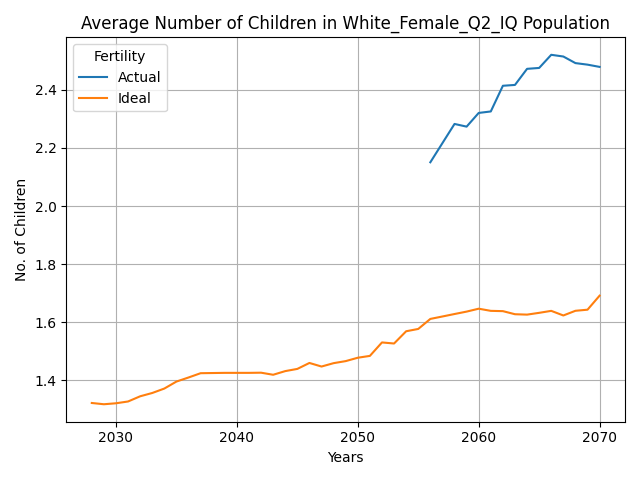 Average Number of Children in White_Female_Q2_IQ Population
Fertility
Actual
Ideal
No. of Children
2.4
2.2
2.0
1.8
1.6
1.4
2030 2040 2050 2060 2070
Years